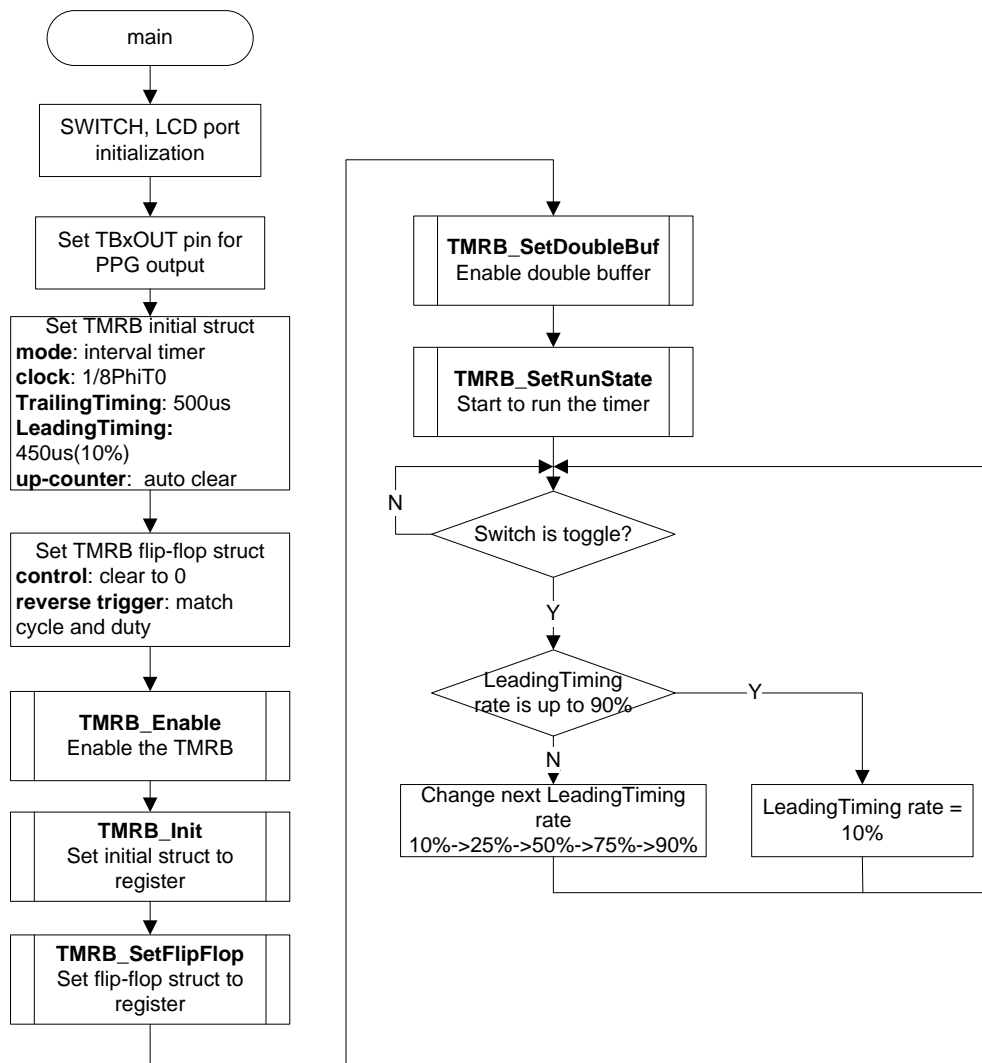 main
SWITCH, LCD port
initialization
Set TBxOUT pin for
PPG output
Set TMRB initial struct
mode: interval timer
clock: 1/8PhiT0
TrailingTiming: 500us
LeadingTiming:
450us(10%)
up-counter:  auto clear
Set TMRB flip-flop struct
control: clear to 0
reverse trigger: match
cycle and duty
TMRB_Enable
Enable the TMRB
TMRB_Init
Set initial struct to
register
TMRB_SetFlipFlop
Set flip-flop struct to
register
TMRB_SetDoubleBuf
Enable double buffer
TMRB_SetRunState
Start to run the timer
N
Switch is toggle?
Y
LeadingTiming
rate is up to 90%
Y
N
Change next LeadingTiming
rate
10%->25%->50%->75%->90%
LeadingTiming rate =
10%